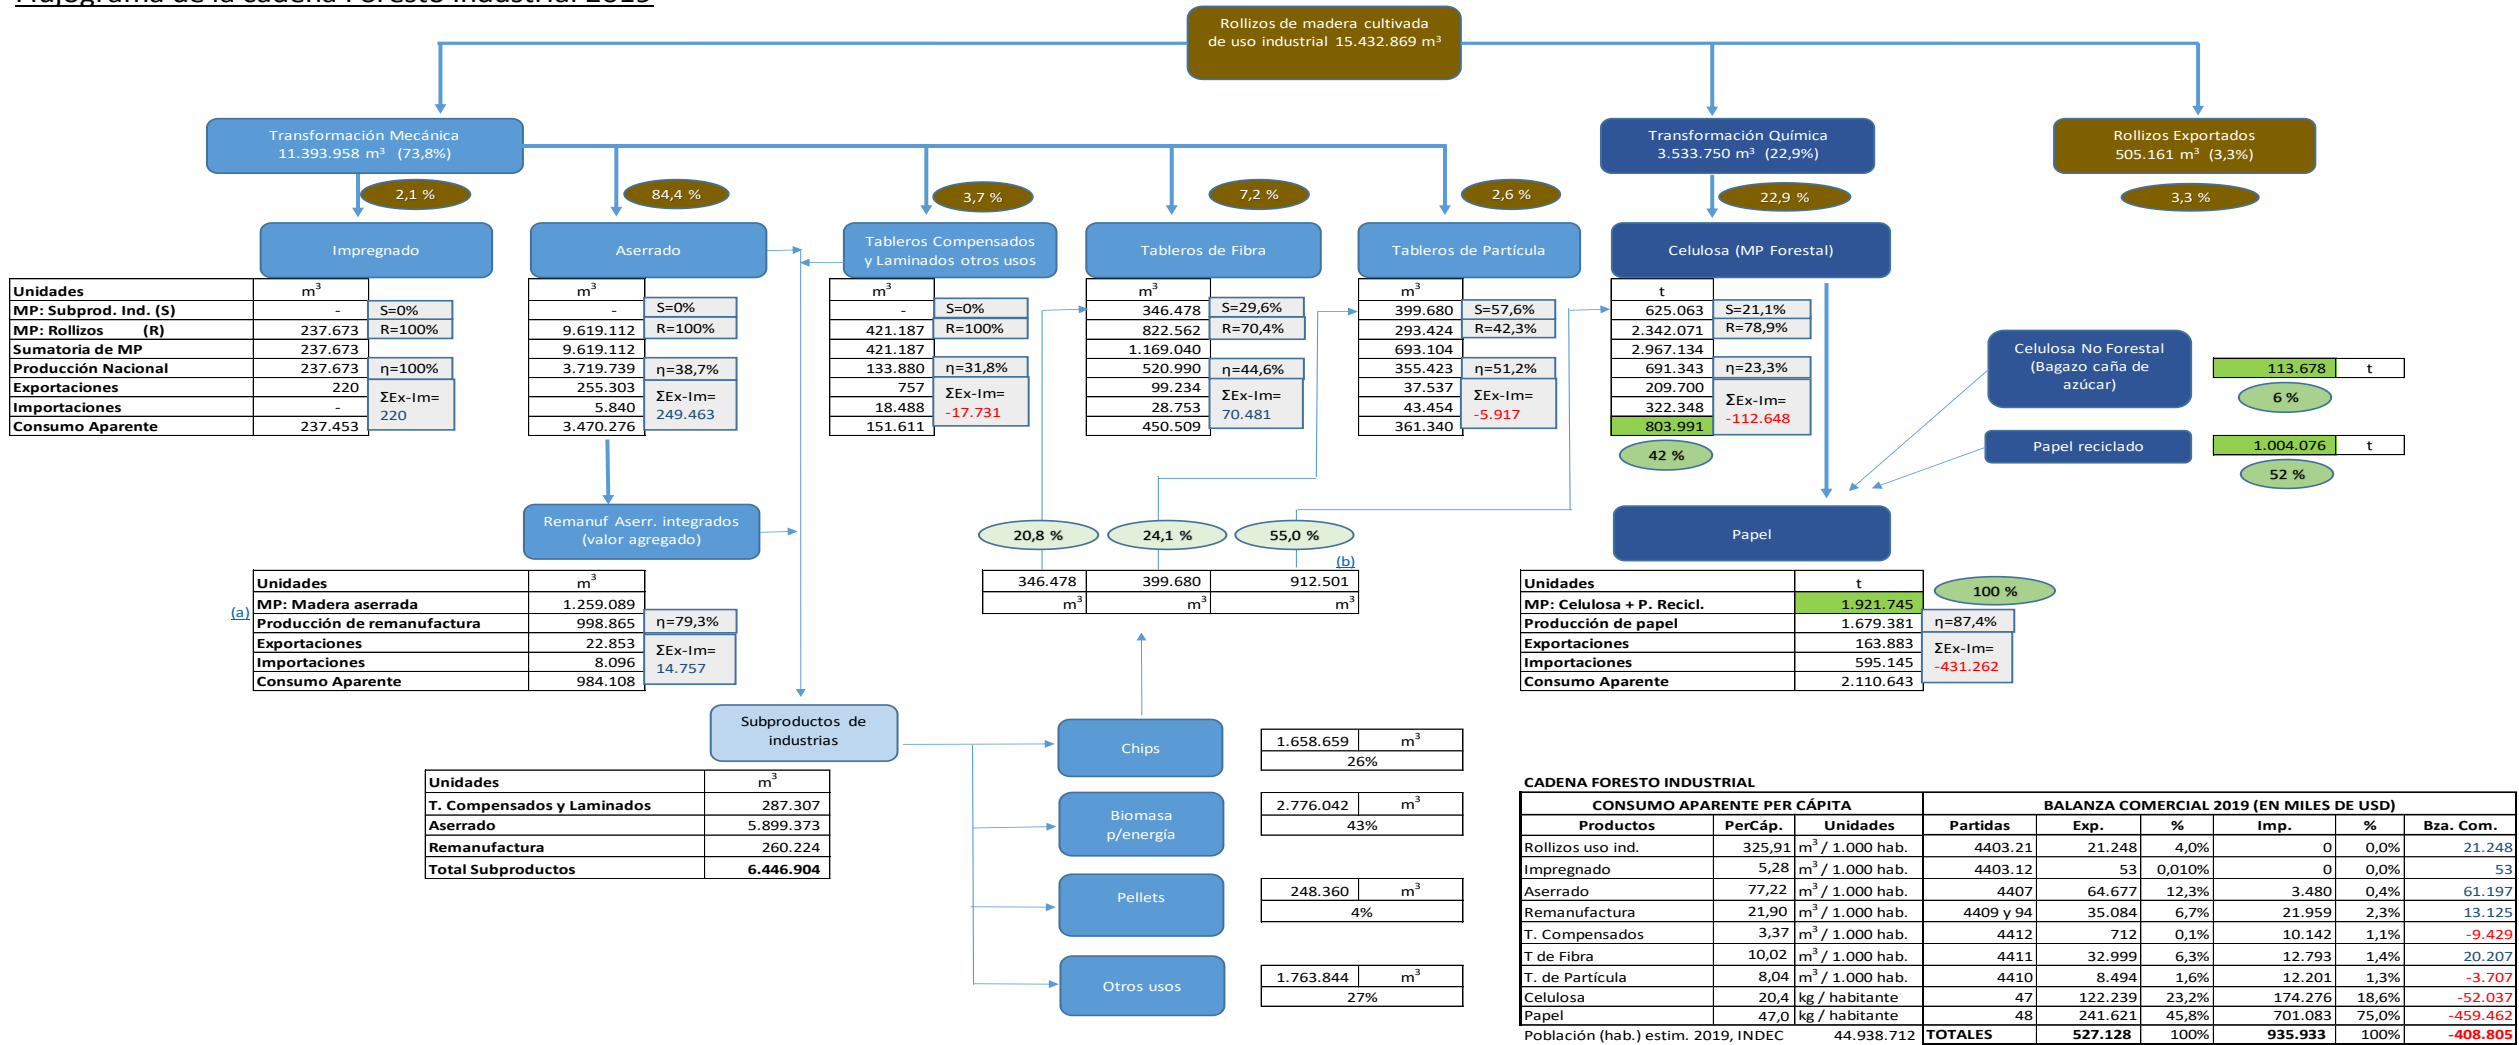 Flujograma de la cadena Foresto Industrial 2019
Rollizos de madera cultivada
de uso industrial 15.432.869 m³
Transformación Mecánica
11.393.958 m³ (73,8%)
Transformación Química
3.533.750 m³ (22,9%)
Rollizos Exportados
505.161 m³ (3,3%)
2,1 %
84,4 %
3,7 %
7,2 %
2,6 %
22,9 %
3,3 %
Impregnado
Aserrado
Tableros Compensados
y Laminados otros usos
Tableros de Fibra
Tableros de Partícula
Celulosa (MP Forestal)
Unidades m³ m³ m³ m³ m³ t
MP: Subprod. Ind. (S) - S=0% - S=0% - S=0% 346.478 S=29,6% 399.680 S=57,6% 625.063 S=21,1%
MP: Rollizos (R) 237.673 R=100% 9.619.112 R=100% 421.187 R=100% 822.562 R=70,4% 293.424 R=42,3% 2.342.071 R=78,9%
Sumatoria de MP 237.673 9.619.112 421.187 1.169.040 693.104 2.967.134
Producción Nacional 237.673 η=100% 3.719.739 η=38,7% 133.880 η=31,8% 520.990 η=44,6% 355.423 η=51,2% 691.343 η=23,3%
Exportaciones 220 255.303 757 99.234 37.537 209.700
ΣEx-Im= ΣEx-Im= ΣEx-Im= ΣEx-Im= ΣEx-Im= ΣEx-Im=
Importaciones - 5.840 18.488 28.753 43.454 322.348
220 249.463 -17.731 70.481 -5.917 -112.648
Consumo Aparente 237.453 3.470.276 151.611 450.509 361.340 803.991
42 %
Celulosa No Forestal
(Bagazo caña de
azúcar)
113.678 t
6 %
Papel reciclado
1.004.076 t
52 %
Remanuf Aserr. integrados
(valor agregado)
20,8 %
24,1 %
55,0 %
(b)
346.478 399.680 912.501
m³ m³ m³
Papel
Unidades m³
(a)
MP: Madera aserrada 1.259.089
Producción de remanufactura 998.865 η=79,3%
Exportaciones 22.853
ΣEx-Im=
Importaciones 8.096
14.757
Consumo Aparente 984.108
Unidades t
100 %
MP: Celulosa + P. Recicl. 1.921.745
Producción de papel 1.679.381 η=87,4%
Exportaciones 163.883
ΣEx-Im=
Importaciones 595.145
-431.262
Consumo Aparente 2.110.643
Subproductos de
industrias
Unidades m³
T. Compensados y Laminados 287.307
Aserrado 5.899.373
Remanufactura 260.224
Total Subproductos 6.446.904
Chips
1.658.659 m³
26%
Biomasa
p/energía
2.776.042 m³
43%
Pellets
248.360 m³
4%
Otros usos
1.763.844 m³
27%
CADENA FORESTO INDUSTRIAL
CONSUMO APARENTE PER CÁPITA BALANZA COMERCIAL 2019 (EN MILES DE USD)
Productos PerCáp. Unidades Partidas Exp. % Imp. % Bza. Com.
Rollizos uso ind. 325,91 m³ / 1.000 hab. 4403.21 21.248 4,0% 0 0,0% 21.248
Impregnado 5,28 m³ / 1.000 hab. 4403.12 53 0,010% 0 0,0% 53
Aserrado 77,22 m³ / 1.000 hab. 4407 64.677 12,3% 3.480 0,4% 61.197
Remanufactura 21,90 m³ / 1.000 hab. 4409 y 94 35.084 6,7% 21.959 2,3% 13.125
T. Compensados 3,37 m³ / 1.000 hab. 4412 712 0,1% 10.142 1,1% -9.429
T de Fibra 10,02 m³ / 1.000 hab. 4411 32.999 6,3% 12.793 1,4% 20.207
T. de Partícula 8,04 m³ / 1.000 hab. 4410 8.494 1,6% 12.201 1,3% -3.707
Celulosa 20,4 kg / habitante 47 122.239 23,2% 174.276 18,6% -52.037
Papel 47,0 kg / habitante 48 241.621 45,8% 701.083 75,0% -459.462
Población (hab.) estim. 2019, INDEC 44.938.712 TOTALES 527.128 100% 935.933 100% -408.805